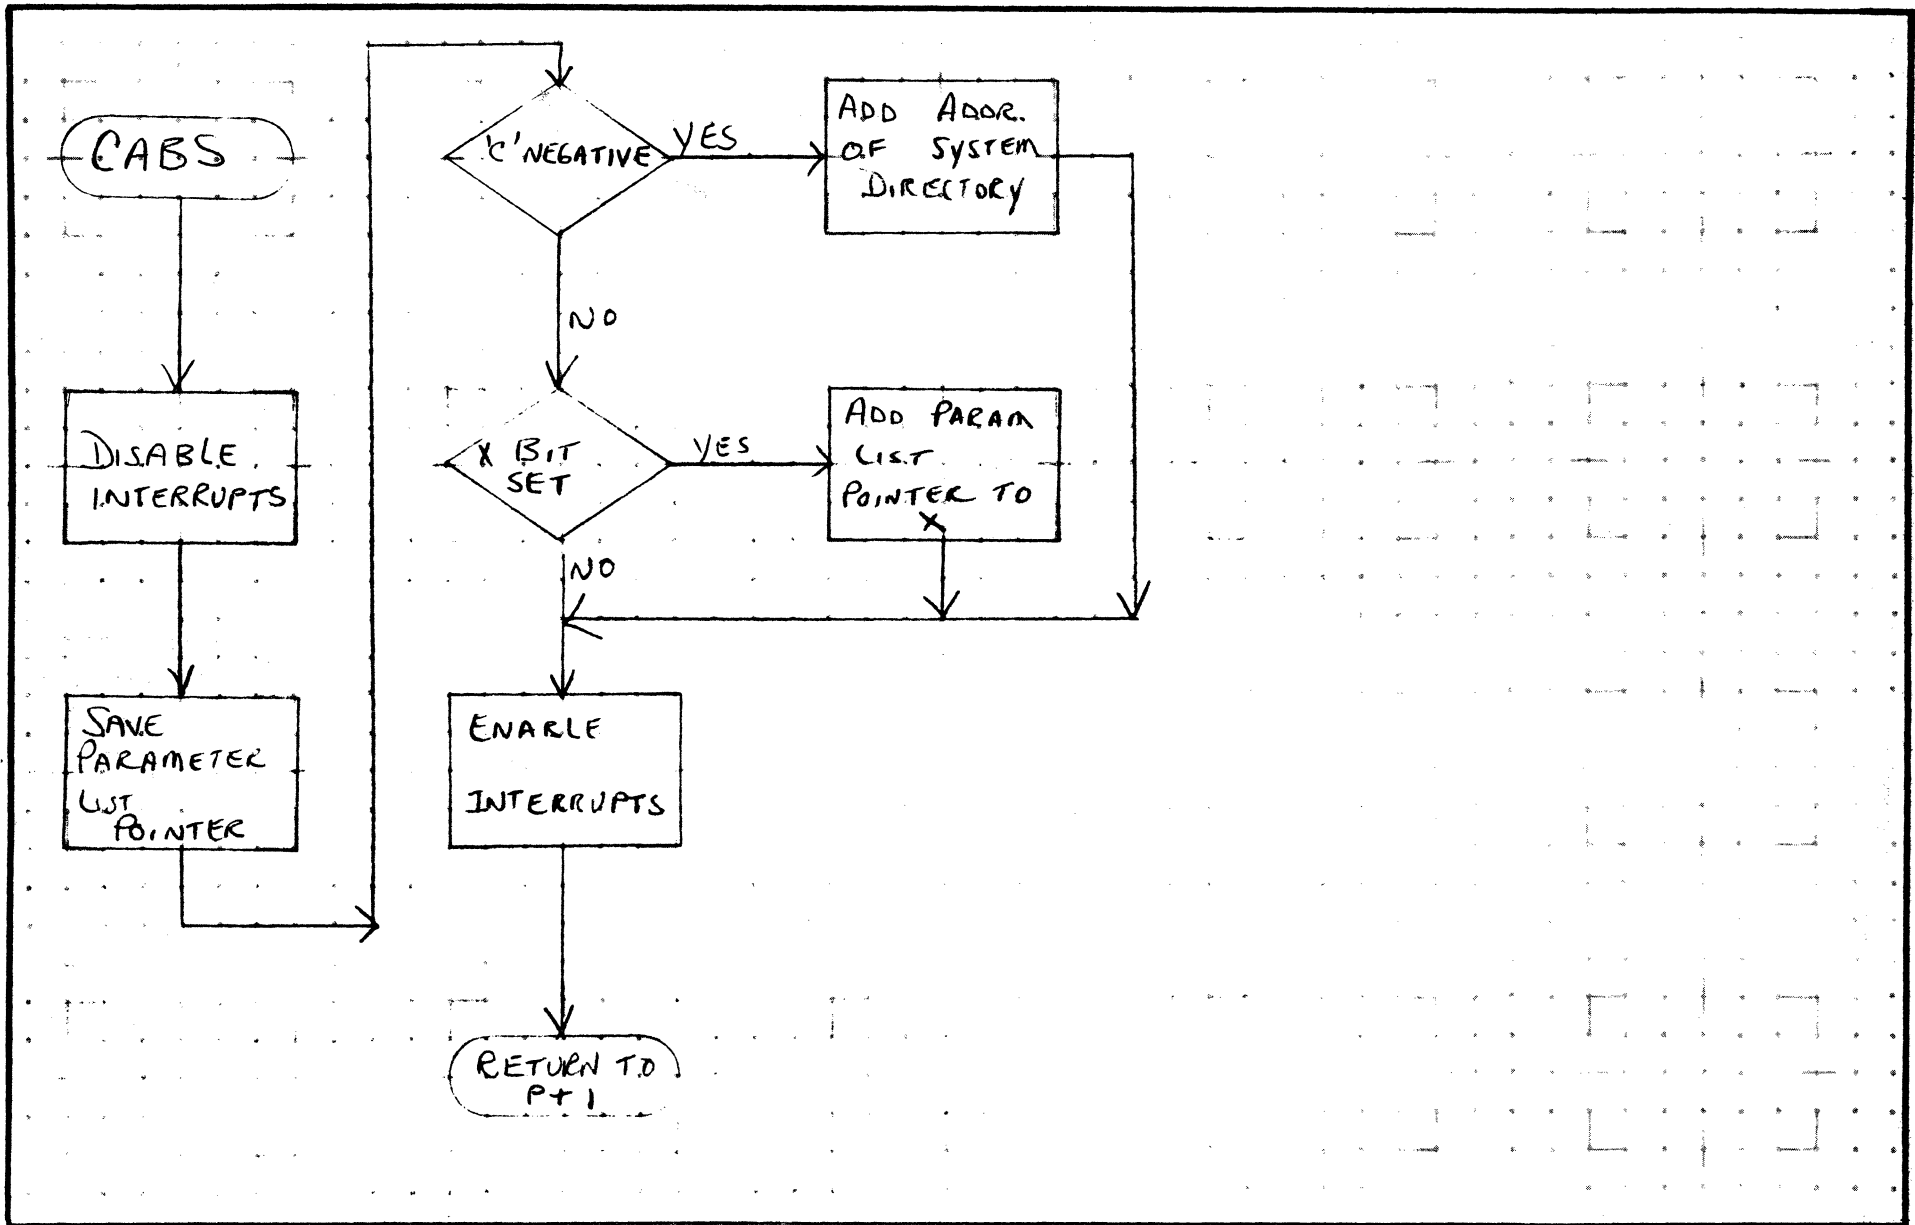 CABS
DISABLE
INTERRUPTS
SAVE
PARAMETER
LIST
POINTER
'C' NEGATIVE
YES
ADD ADDR.
OF SYSTEM
DIRECTORY
NO
X BIT
SET
YES
ADD PARAM
LIST
POINTER TO
X
NO
ENABLE
INTERRUPTS
RETURN TO
P+1